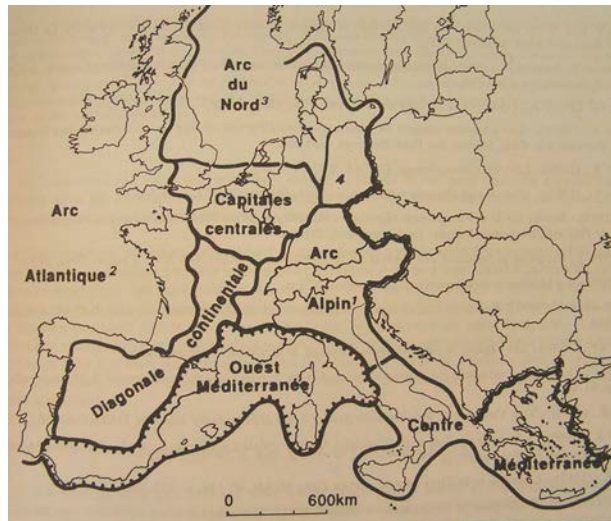 Arc
du
Nord³
4
Capitales
centrales
Arc
Atlantique²
Arc
Alpin¹
Diagonale
continentale
Ouest
Méditerranée
Centre
Méditerranée
0 600km